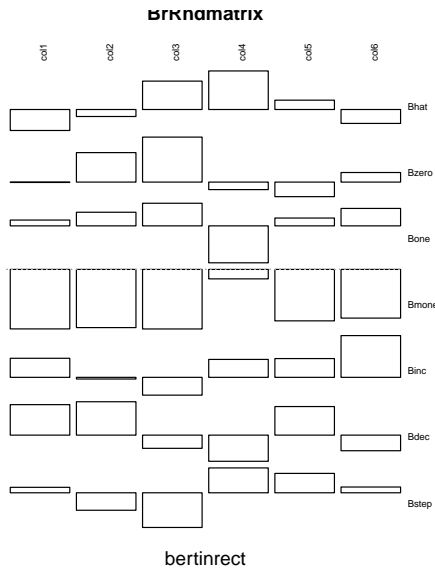 BrRndmatrix
col1 col2 col3 col4 col5 col6
Bhat
Bzero
Bone
Bmone
Binc
Bdec
Bstep
bertinrect